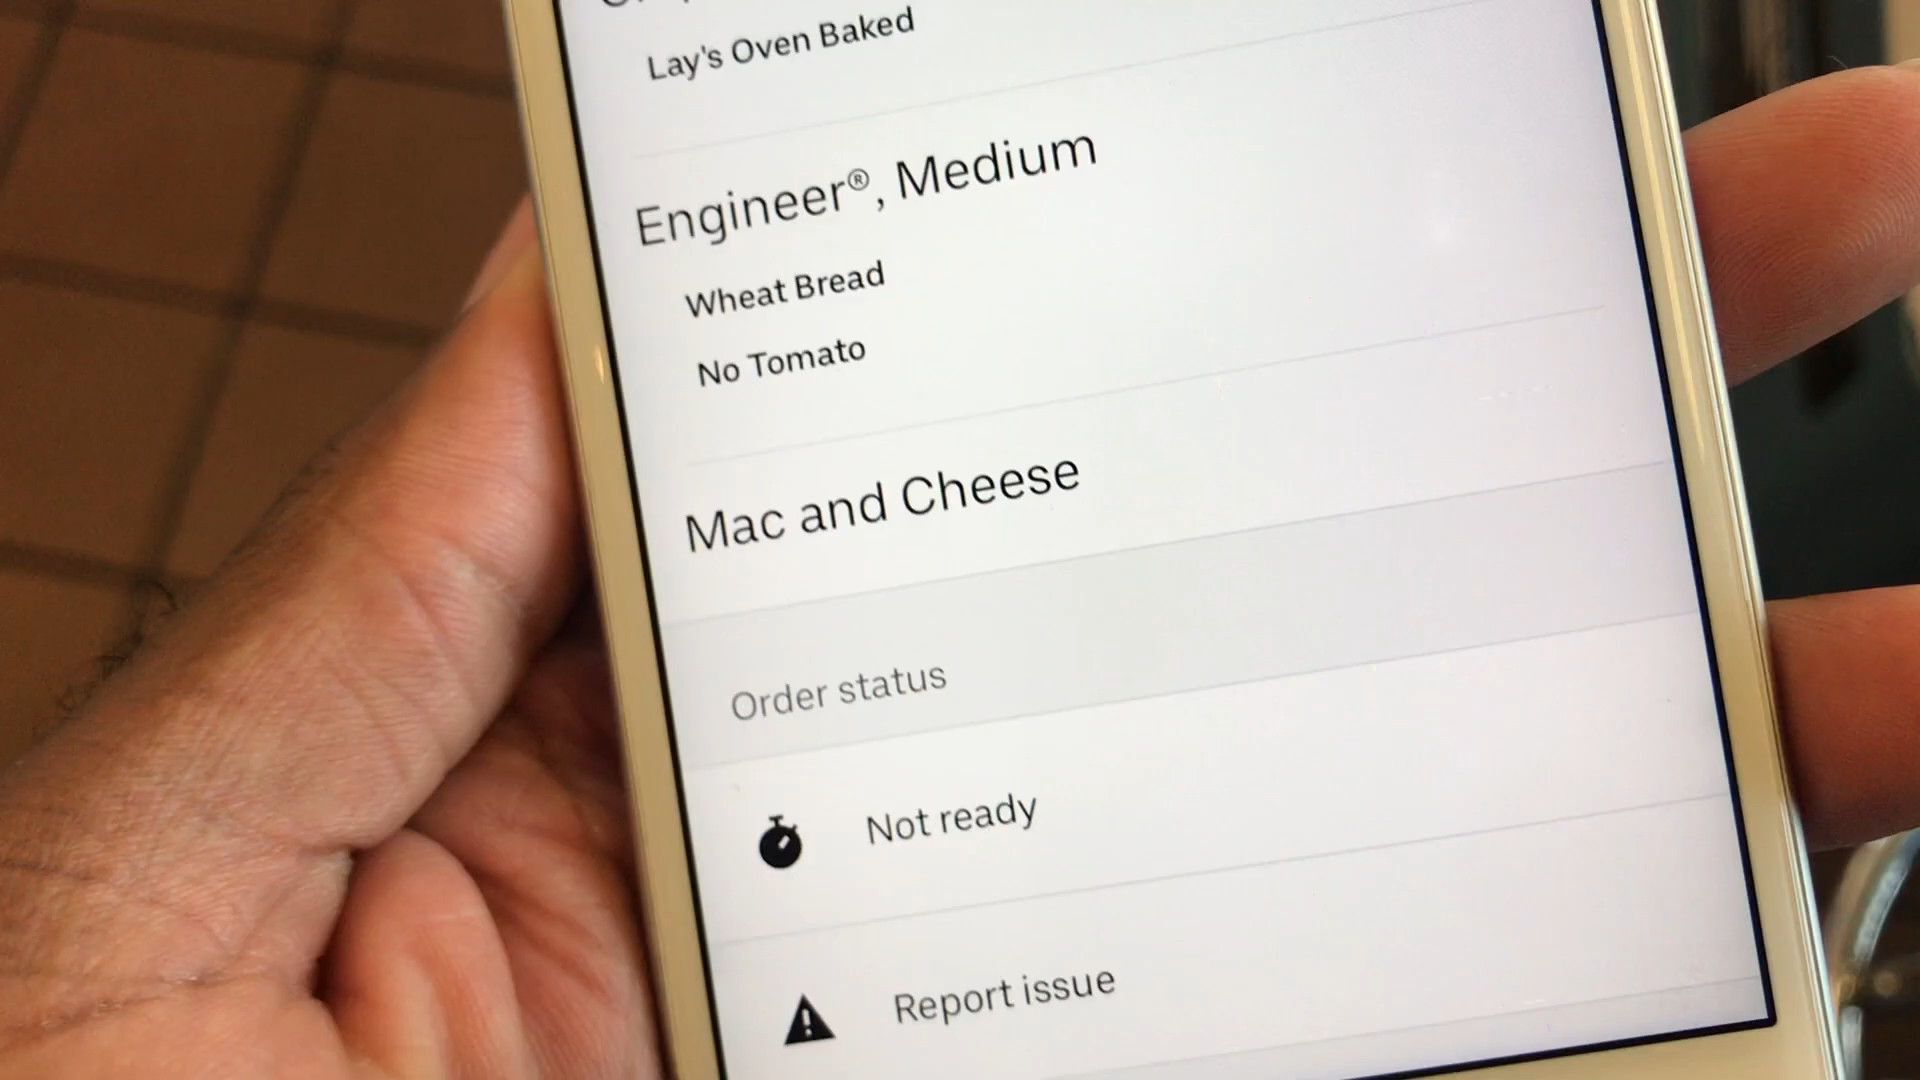 Lay's Oven Baked
Engineer®, Medium
Wheat Bread
No Tomato
Mac and Cheese
Order status
Not ready
Report issue